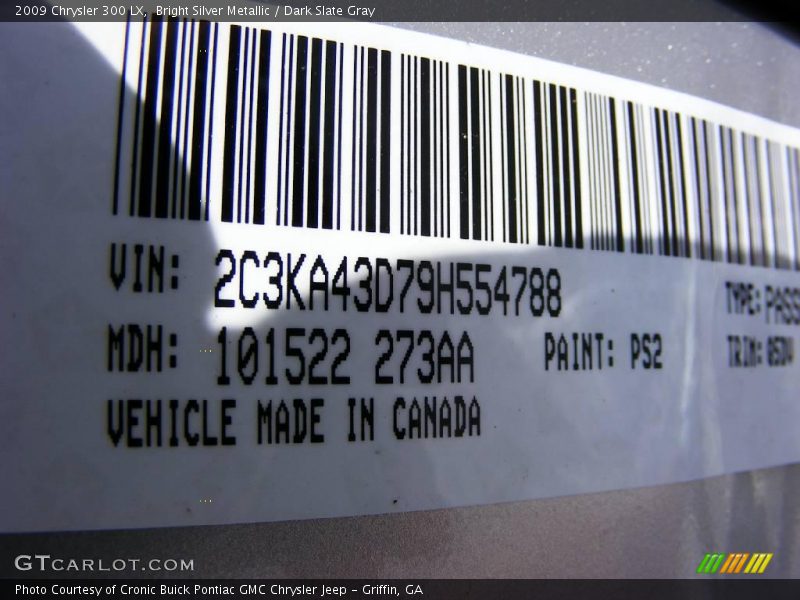 2009 Chrysler 300 LX, Bright Silver Metallic / Dark Slate Gray
VIN: 2C3KA43D79H554788 TYPE: PASS
MDH: 101522 273AA PAINT: PS2 TRIM:
VEHICLE MADE IN CANADA
GTCARLOT.COM
Photo Courtesy of Cronic Buick Pontiac GMC Chrysler Jeep - Griffin, GA